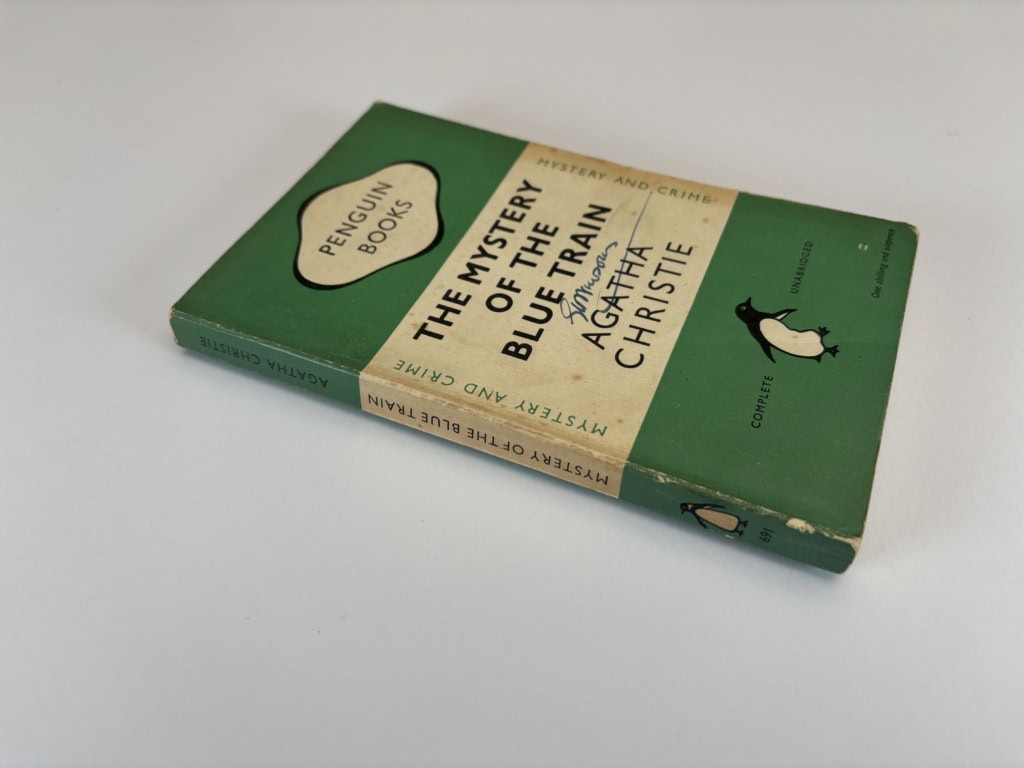 PENGUIN
BOOKS
MYSTERY AND CRIME
THE MYSTERY
OF THE
BLUE TRAIN
AGATHA
CHRISTIE
MYSTERY AND CRIME
COMPLETE
UNABRIDGED
One shilling and sixpence
AGATHA CHRISTIE
MYSTERY OF THE BLUE TRAIN
691